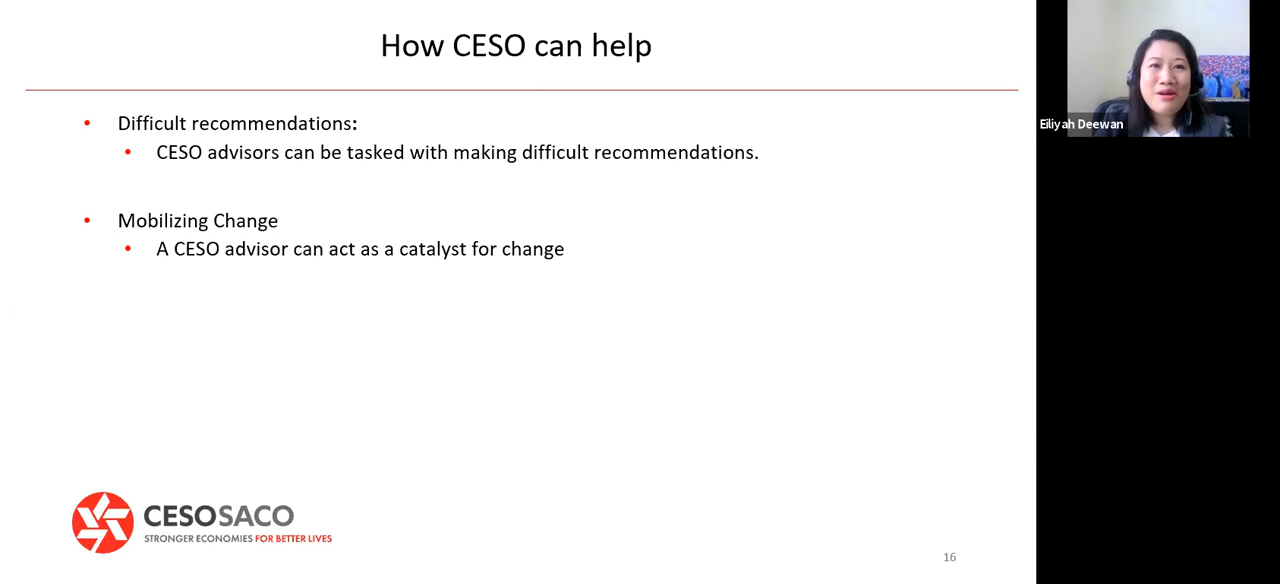 How CESO can help
• Difficult recommendations:
• CESO advisors can be tasked with making difficult recommendations.
• Mobilizing Change
• A CESO advisor can act as a catalyst for change
CESOSACO
STRONGER ECONOMIES FOR BETTER LIVES
16
Eiliyah Deewan